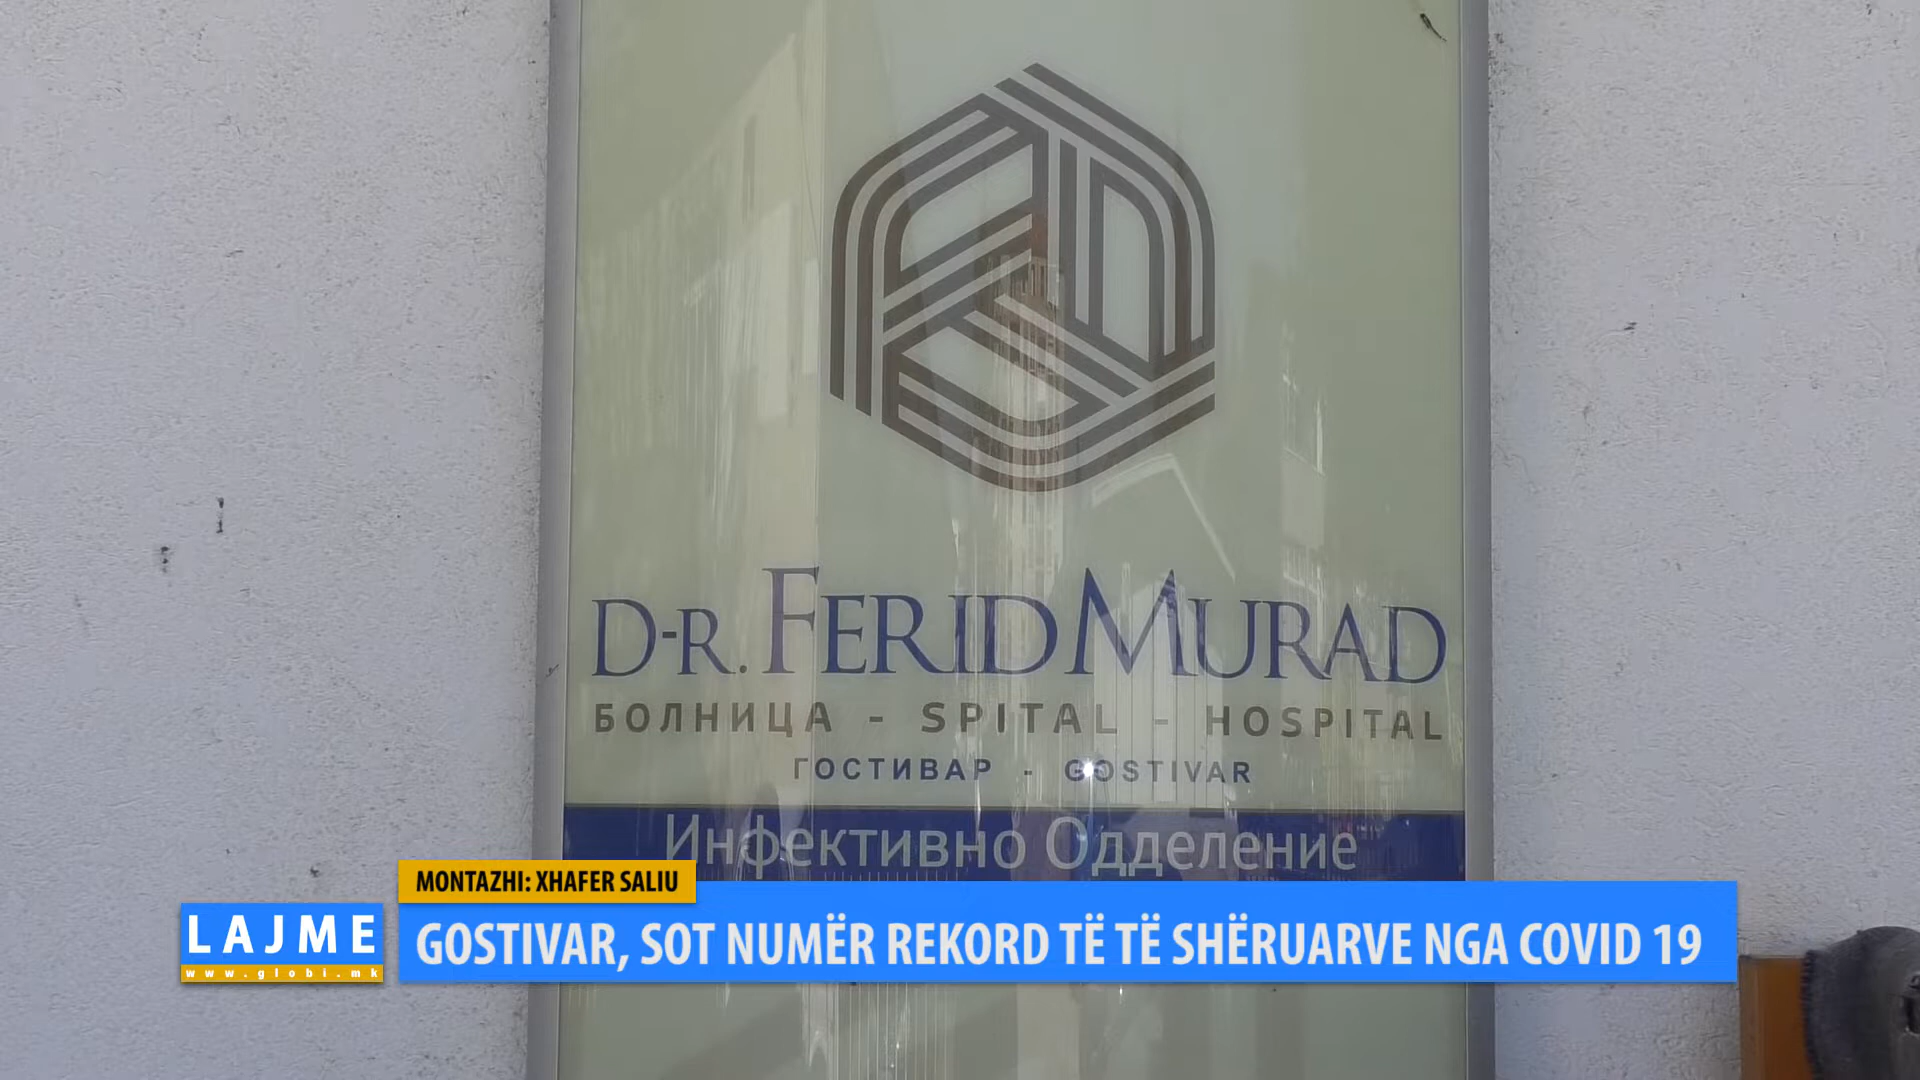 D-R. FERID MURAD
БОЛНИЦА - SPITAL - HOSPITAL
ГОСТИВАР - GOSTIVAR
Инфективно Одделение
MONTAZHI: XHAFER SALIU
LAJME
www.globi.mk
GOSTIVAR, SOT NUMËR REKORD TË TË SHËRUARVE NGA COVID 19